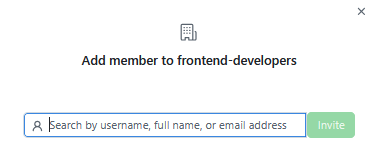 Add member to frontend-developers
Search by username, full name, or email address
Invite